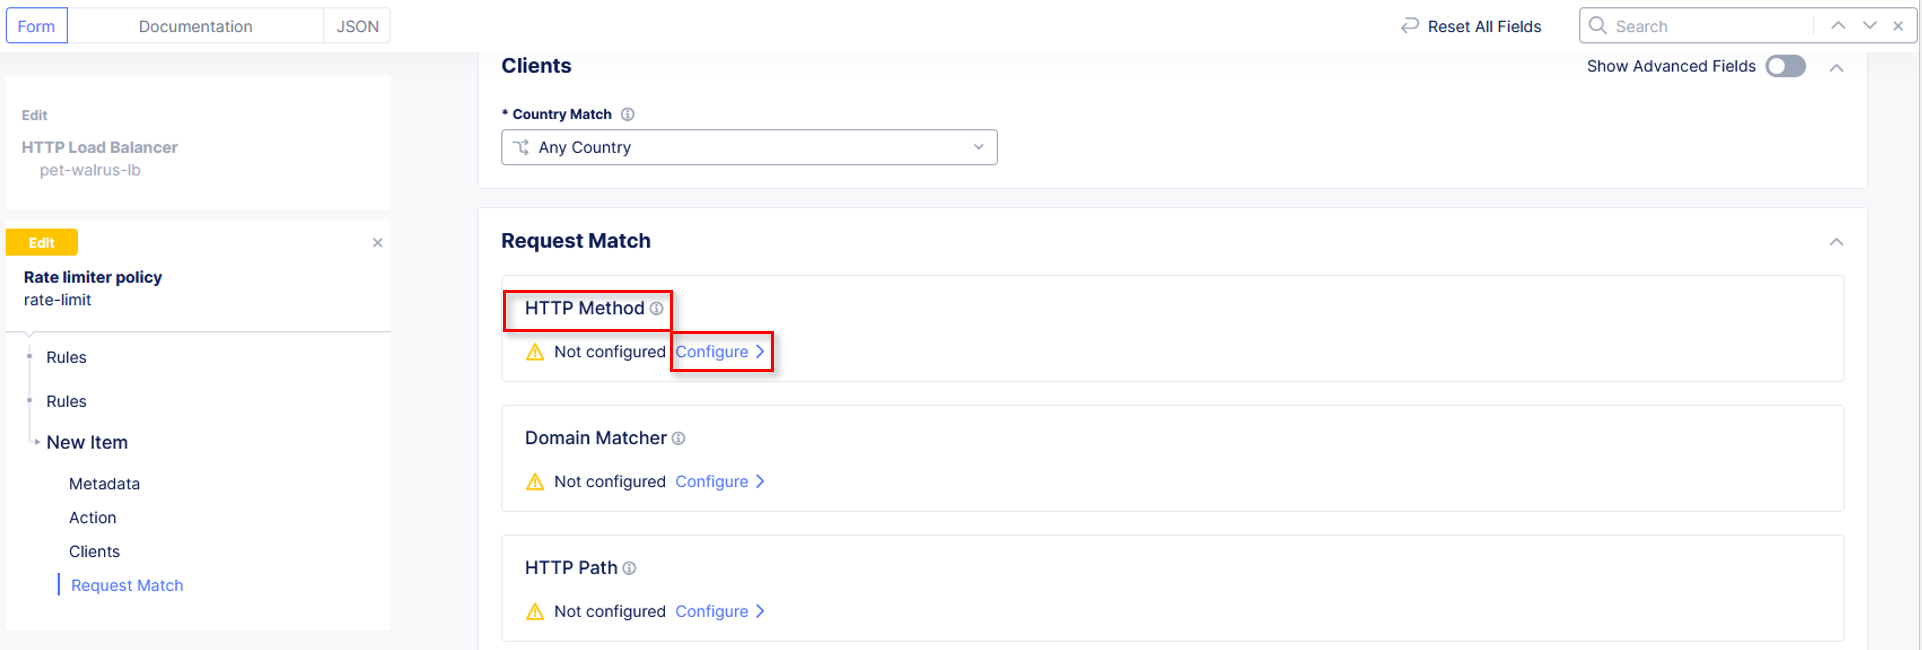 Form
Documentation
JSON
Reset All Fields
Search
Edit
HTTP Load Balancer
pet-walrus-lb
Edit
Rate limiter policy
rate-limit
Rules
Rules
New Item
Metadata
Action
Clients
Request Match
Clients
Show Advanced Fields
* Country Match
Any Country
Request Match
HTTP Method
Not configured Configure
Domain Matcher
Not configured Configure
HTTP Path
Not configured Configure